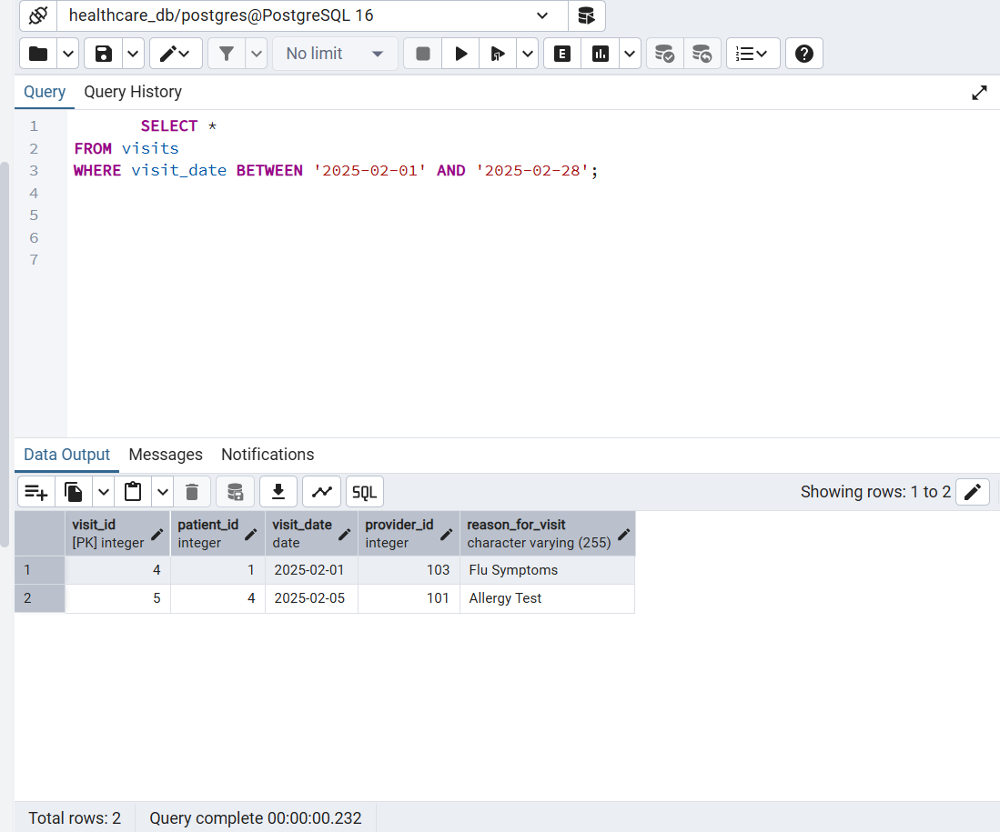 healthcare_db/postgres@PostgreSQL 16
No limit
E
Query Query History
1 SELECT *
2 FROM visits
3 WHERE visit_date BETWEEN '2025-02-01' AND '2025-02-28';
4
5
6
7
Data Output Messages Notifications
SQL Showing rows: 1 to 2
visit_id patient_id visit_date provider_id reason_for_visit
[PK] integer integer date integer character varying (255)
1 4 1 2025-02-01 103 Flu Symptoms
2 5 4 2025-02-05 101 Allergy Test
Total rows: 2 Query complete 00:00:00.232